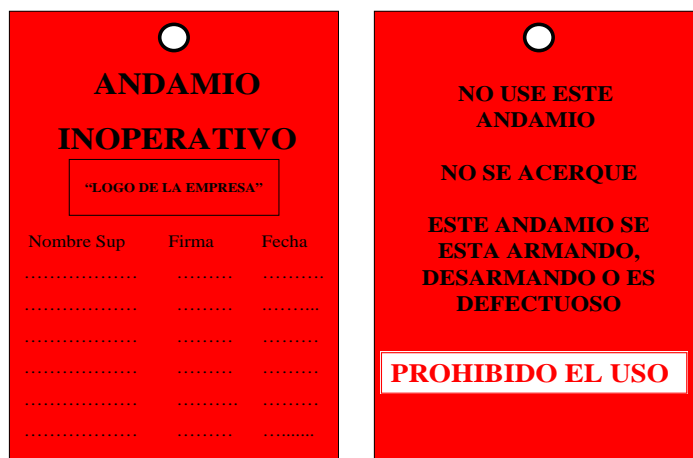 ANDAMIO
INOPERATIVO
“LOGO DE LA EMPRESA”
Nombre Sup Firma Fecha
……………… ……… ………
……………… ……… ……...
……………… ……… ………
……………… ……… ………
……………… ………. ………
……………… ……… …......
NO USE ESTE
ANDAMIO
NO SE ACERQUE
ESTE ANDAMIO SE
ESTA ARMANDO,
DESARMANDO O ES
DEFECTUOSO
PROHIBIDO EL USO